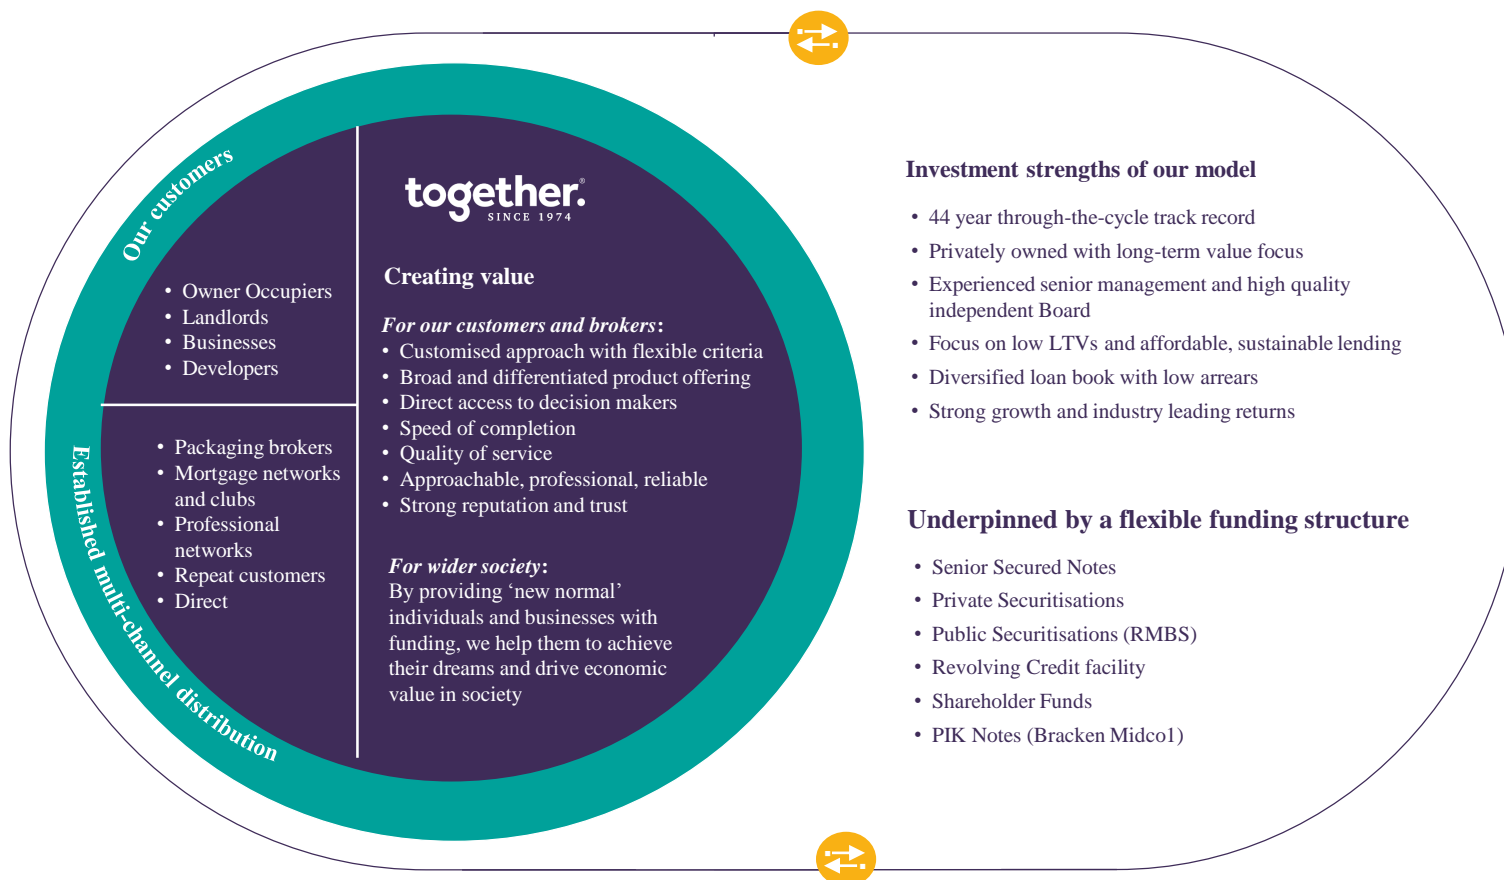 Our customers
• Owner Occupiers
• Landlords
• Businesses
• Developers
Established multi-channel distribution
• Packaging brokers
• Mortgage networks
and clubs
• Professional
networks
• Repeat customers
• Direct
together.®
SINCE 1974
Creating value
For our customers and brokers:
• Customised approach with flexible criteria
• Broad and differentiated product offering
• Direct access to decision makers
• Speed of completion
• Quality of service
• Approachable, professional, reliable
• Strong reputation and trust
For wider society:
By providing ‘new normal’
individuals and businesses with
funding, we help them to achieve
their dreams and drive economic
value in society
Investment strengths of our model
• 44 year through-the-cycle track record
• Privately owned with long-term value focus
• Experienced senior management and high quality
independent Board
• Focus on low LTVs and affordable, sustainable lending
• Diversified loan book with low arrears
• Strong growth and industry leading returns
Underpinned by a flexible funding structure
• Senior Secured Notes
• Private Securitisations
• Public Securitisations (RMBS)
• Revolving Credit facility
• Shareholder Funds
• PIK Notes (Bracken Midco1)